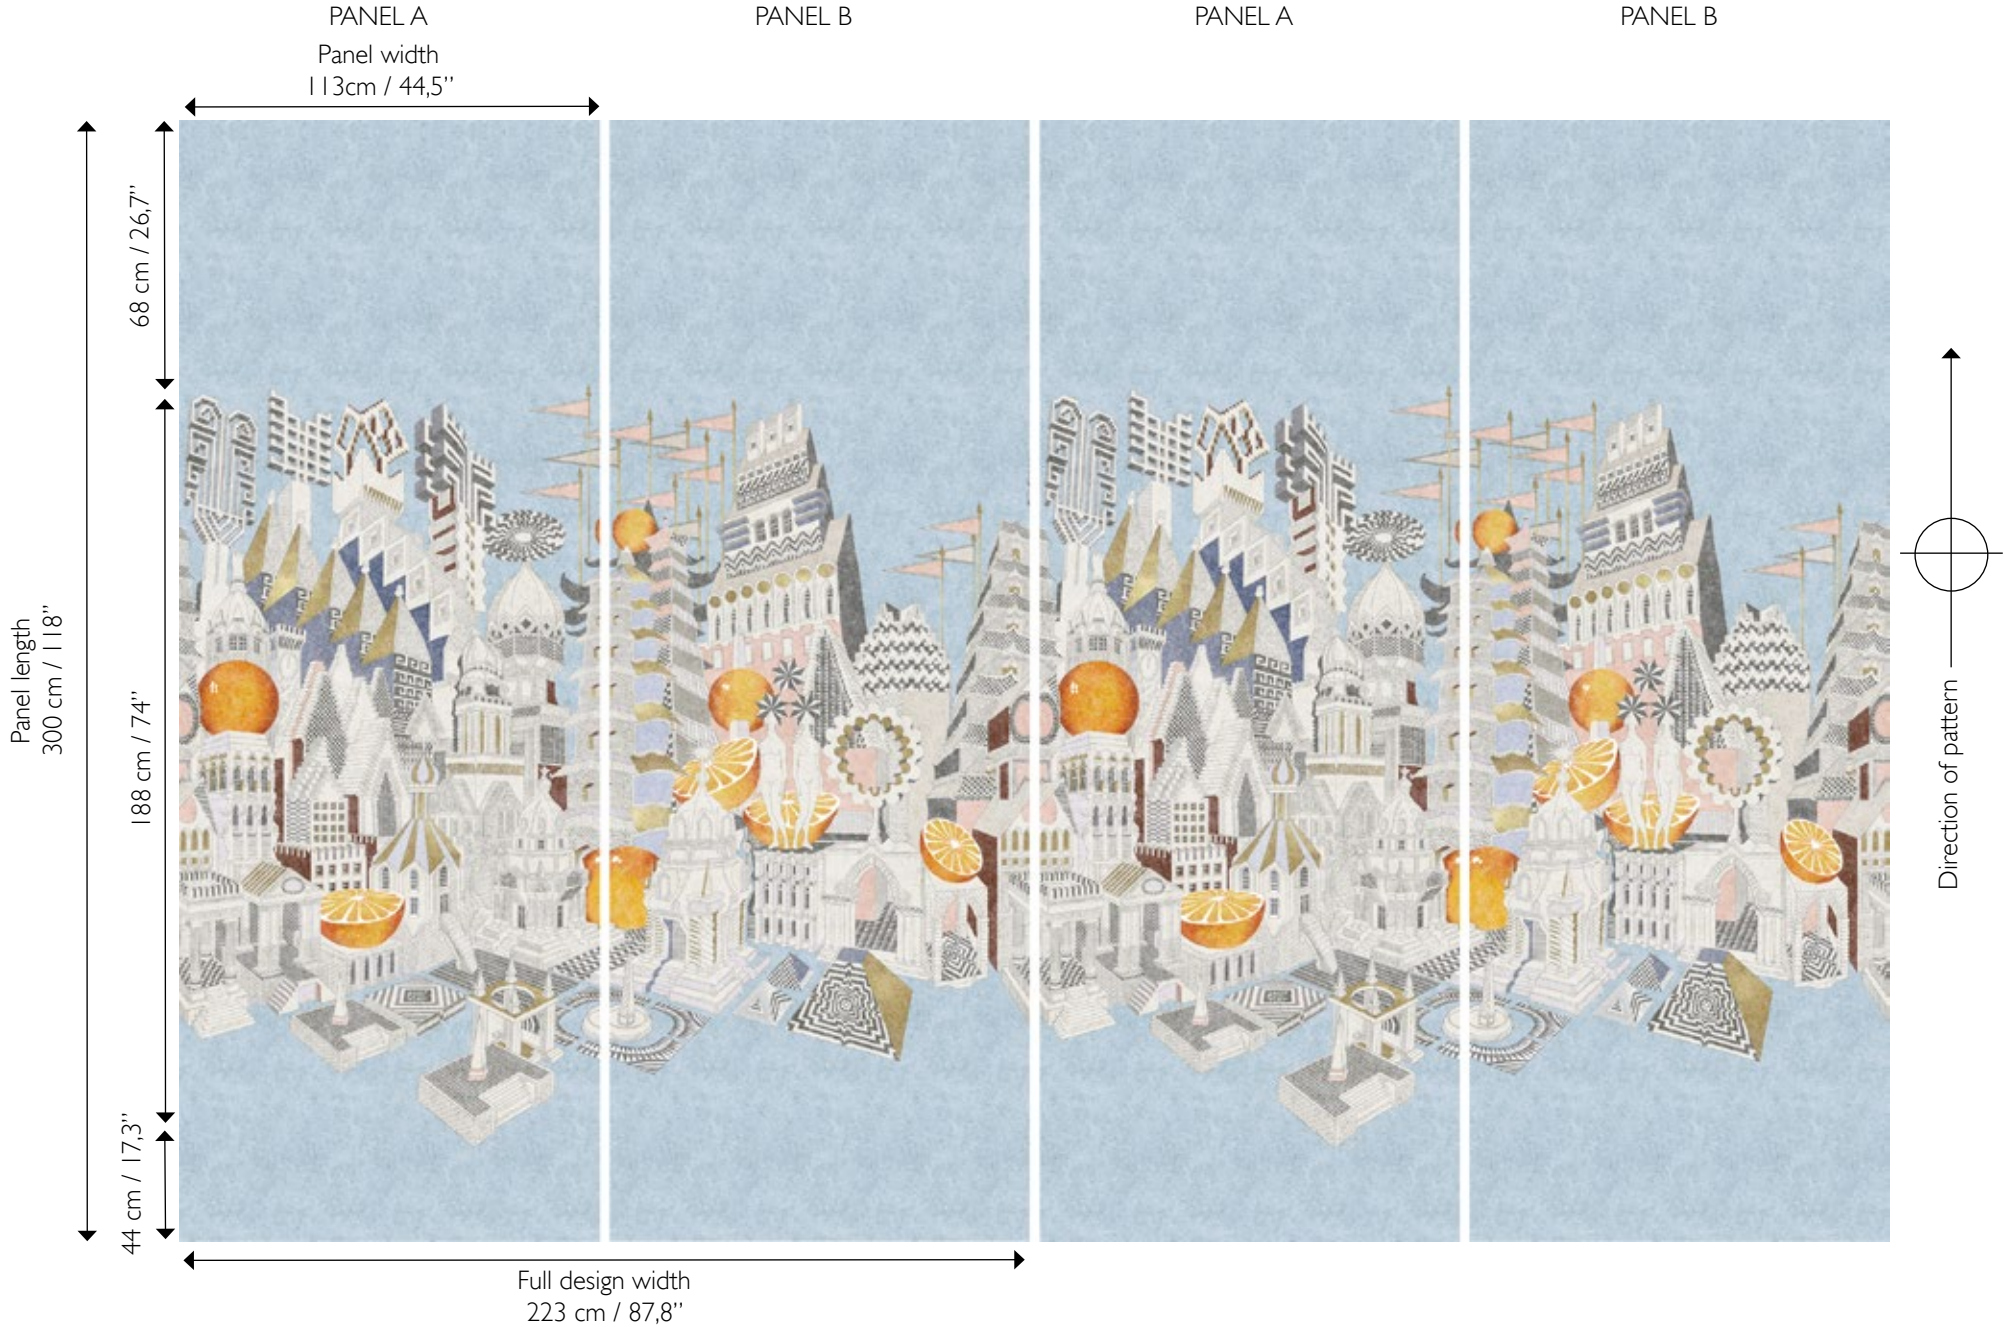 PANEL A
PANEL B
PANEL A
PANEL B
Panel width
113cm / 44,5’’
68 cm / 26,7’’
Panel length
300 cm / 118’’
188 cm / 74’’
44 cm / 17,3’’
Direction of pattern
Full design width
223 cm / 87,8’’